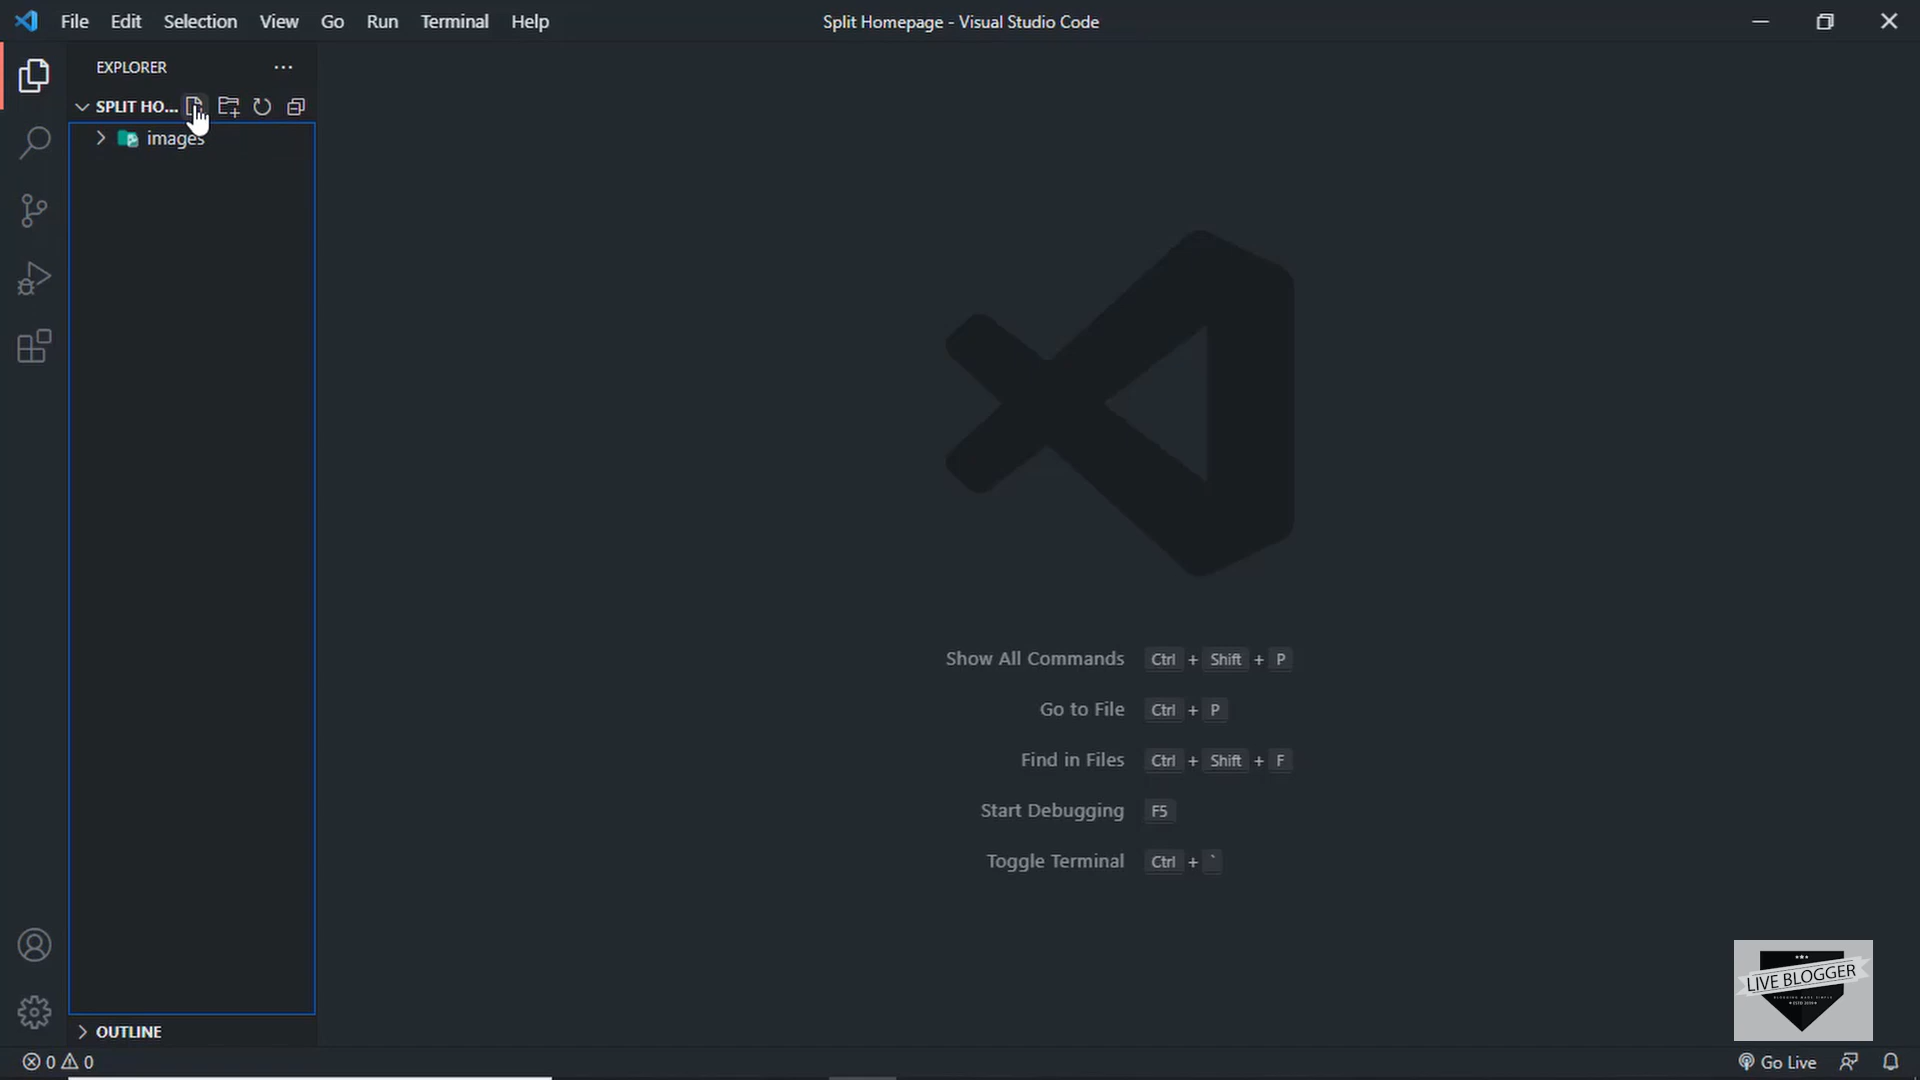 File Edit Selection View Go Run Terminal Help
Split Homepage - Visual Studio Code
EXPLORER
SPLIT HO...
images
Show All Commands Ctrl + Shift + P
Go to File Ctrl + P
Find in Files Ctrl + Shift + F
Start Debugging F5
Toggle Terminal Ctrl + `
LIVE BLOGGER
OUTLINE
0 0
Go Live